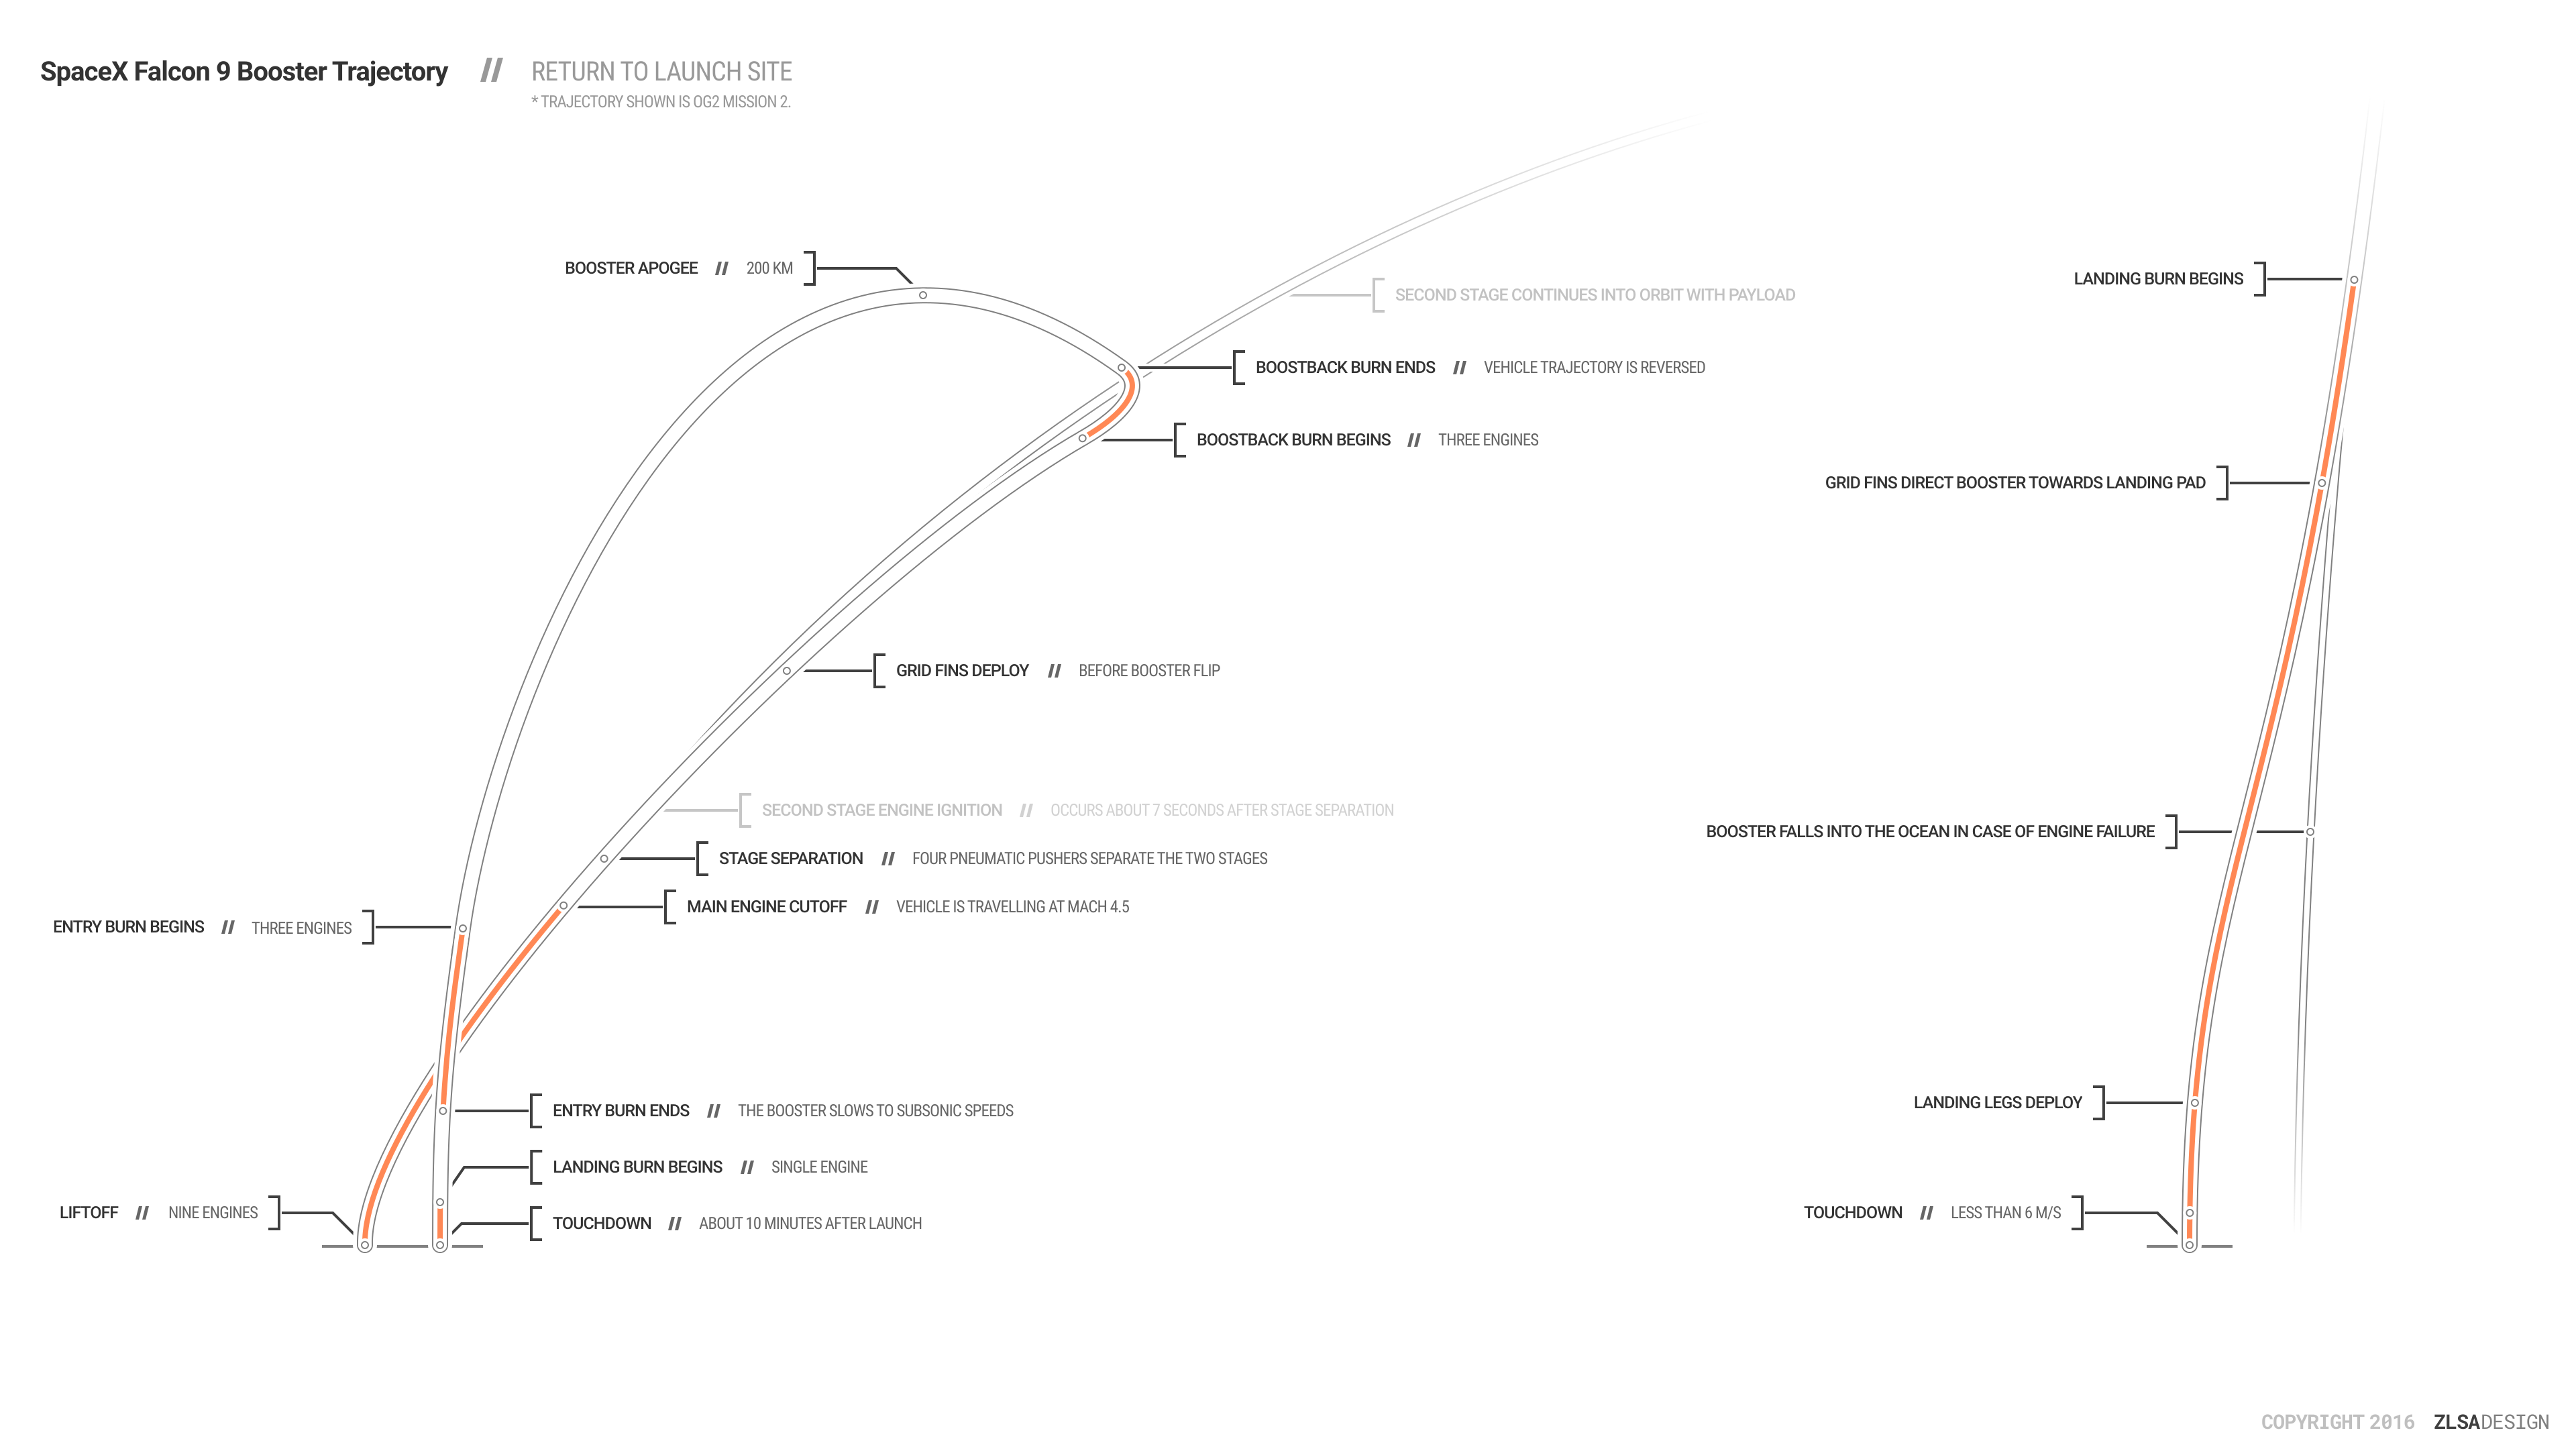 SpaceX Falcon 9 Booster Trajectory // RETURN TO LAUNCH SITE
* TRAJECTORY SHOWN IS OG2 MISSION 2.
BOOSTER APOGEE // 200 KM
SECOND STAGE CONTINUES INTO ORBIT WITH PAYLOAD
BOOSTBACK BURN ENDS // VEHICLE TRAJECTORY IS REVERSED
BOOSTBACK BURN BEGINS // THREE ENGINES
GRID FINS DEPLOY // BEFORE BOOSTER FLIP
SECOND STAGE ENGINE IGNITION // OCCURS ABOUT 7 SECONDS AFTER STAGE SEPARATION
STAGE SEPARATION // FOUR PNEUMATIC PUSHERS SEPARATE THE TWO STAGES
MAIN ENGINE CUTOFF // VEHICLE IS TRAVELLING AT MACH 4.5
ENTRY BURN BEGINS // THREE ENGINES
ENTRY BURN ENDS // THE BOOSTER SLOWS TO SUBSONIC SPEEDS
LANDING BURN BEGINS // SINGLE ENGINE
LIFTOFF // NINE ENGINES
TOUCHDOWN // ABOUT 10 MINUTES AFTER LAUNCH
LANDING BURN BEGINS
GRID FINS DIRECT BOOSTER TOWARDS LANDING PAD
BOOSTER FALLS INTO THE OCEAN IN CASE OF ENGINE FAILURE
LANDING LEGS DEPLOY
TOUCHDOWN // LESS THAN 6 M/S
COPYRIGHT 2016 ZLSADESIGN